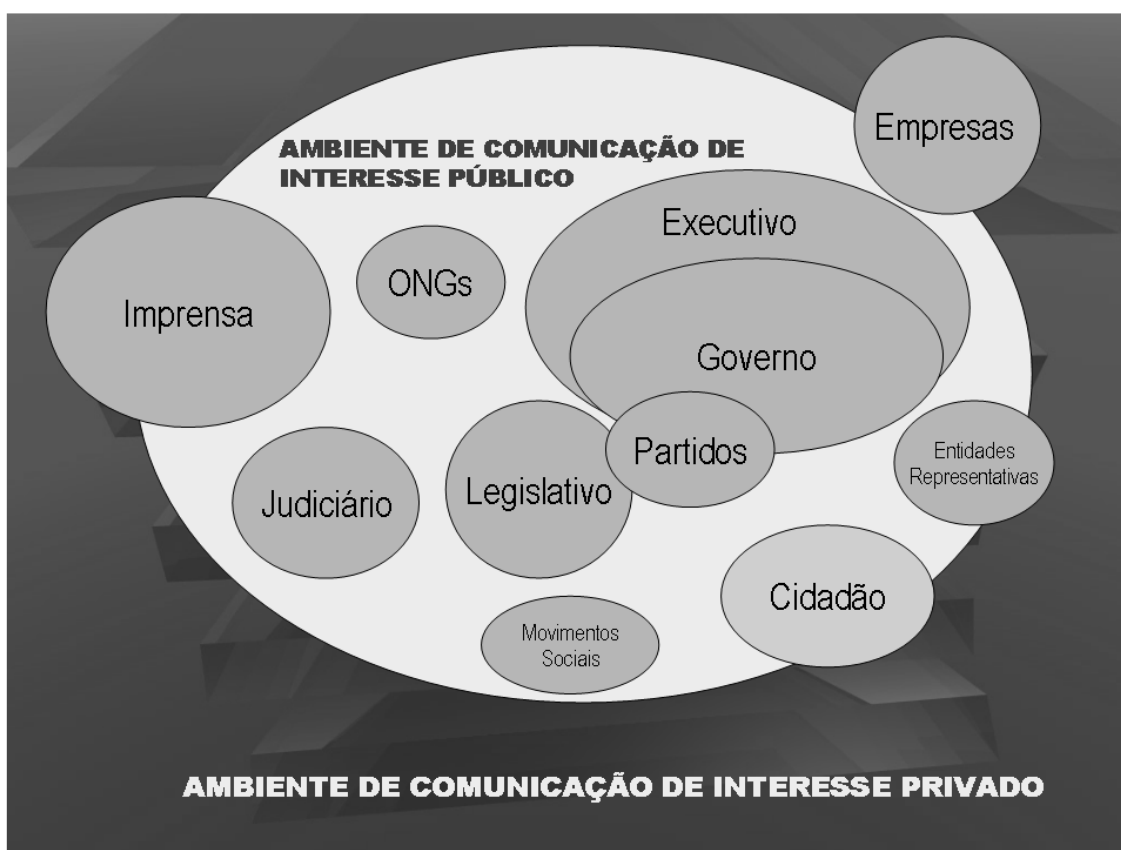 Empresas
AMBIENTE DE COMUNICAÇÃO DE
INTERESSE PÚBLICO
Executivo
ONGs
Imprensa
Governo
Partidos
Entidades
Representativas
Legislativo
Judiciário
Cidadão
Movimentos
Sociais
AMBIENTE DE COMUNICAÇÃO DE INTERESSE PRIVADO